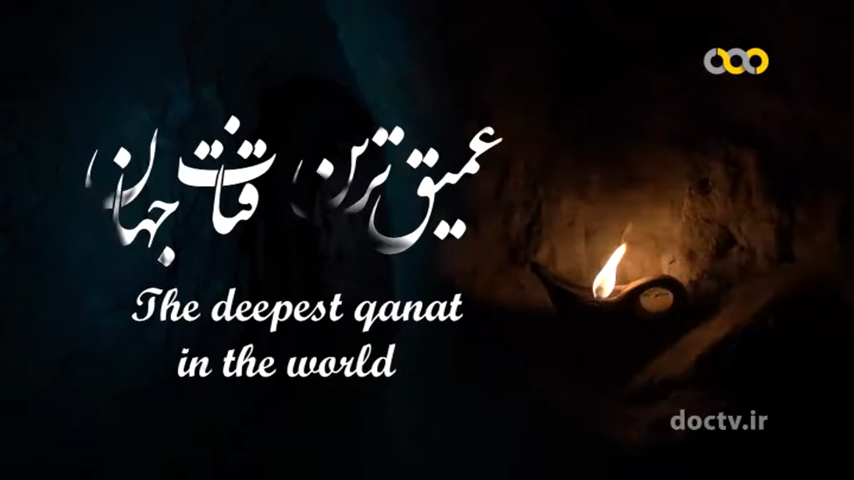 عمیق ترین قنات جهان
The deepest qanat
in the world
doctv.ir